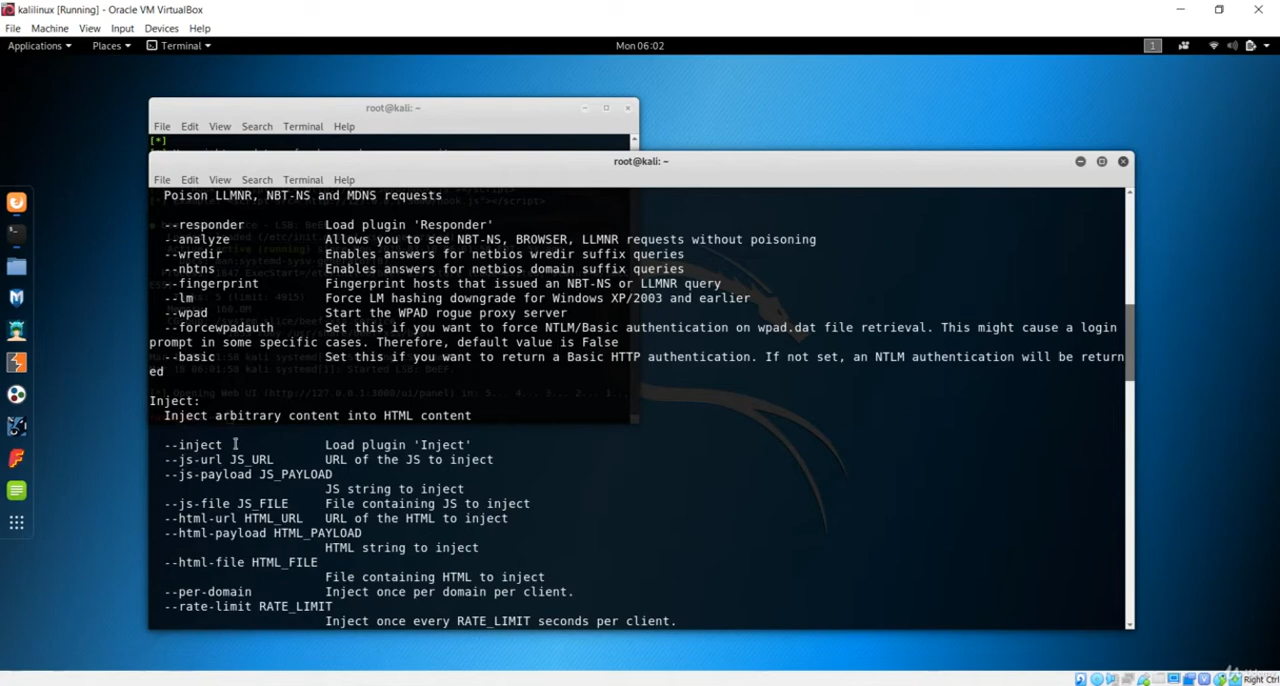 kalilinux [Running] - Oracle VM VirtualBox
File Machine View Input Devices Help
Applications Places Terminal Mon 06:02 1
root@kali: ~
File Edit View Search Terminal Help
[*]
root@kali: ~
File Edit View Search Terminal Help
Poison LLMNR, NBT-NS and MDNS requests
--responder Load plugin 'Responder'
--analyze Allows you to see NBT-NS, BROWSER, LLMNR requests without poisoning
--wredir Enables answers for netbios wredir suffix queries
--nbtns Enables answers for netbios domain suffix queries
--fingerprint Fingerprint hosts that issued an NBT-NS or LLMNR query
--lm Force LM hashing downgrade for Windows XP/2003 and earlier
--wpad Start the WPAD rogue proxy server
--forcewpadauth Set this if you want to force NTLM/Basic authentication on wpad.dat file retrieval. This might cause a login
prompt in some specific cases. Therefore, default value is False
--basic Set this if you want to return a Basic HTTP authentication. If not set, an NTLM authentication will be return
ed
Inject:
Inject arbitrary content into HTML content
--inject Load plugin 'Inject'
--js-url JS_URL URL of the JS to inject
--js-payload JS_PAYLOAD
JS string to inject
--js-file JS_FILE File containing JS to inject
--html-url HTML_URL URL of the HTML to inject
--html-payload HTML_PAYLOAD
HTML string to inject
--html-file HTML_FILE
File containing HTML to inject
--per-domain Inject once per domain per client.
--rate-limit RATE_LIMIT
Inject once every RATE_LIMIT seconds per client.
Right Ctrl